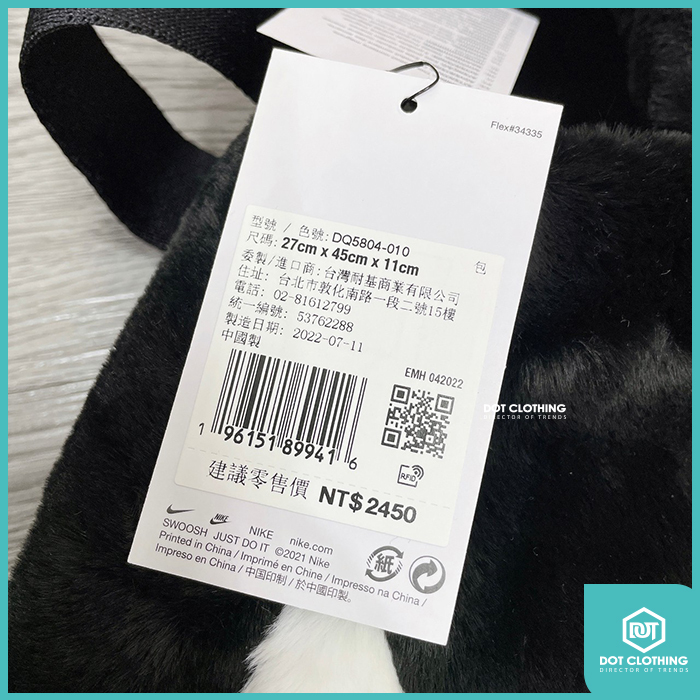 Flex#34335
型號 / 色號: DQ5804-010
尺碼: 27cm x 45cm x 11cm
包
委製/進口商: 台灣耐基商業有限公司
住址: 台北市敦化南路一段二號15樓
電話: 02-81612799
統一編號: 53762288
製造日期: 2022-07-11
中國製
EMH 042022
1 96151 89941 6
RFID
建議零售價 NT$2450
NIKE
NIKE nike.com
SWOOSH JUST DO IT ©2021 Nike
Printed in China / Imprimé en Chine / Impresso na China /
Impreso en China / 中国印制 / 於中國印製。
紙
DOT CLOTHING
DIRECTOR OF TRENDS
DOT
DOT CLOTHING
DIRECTOR OF TRENDS